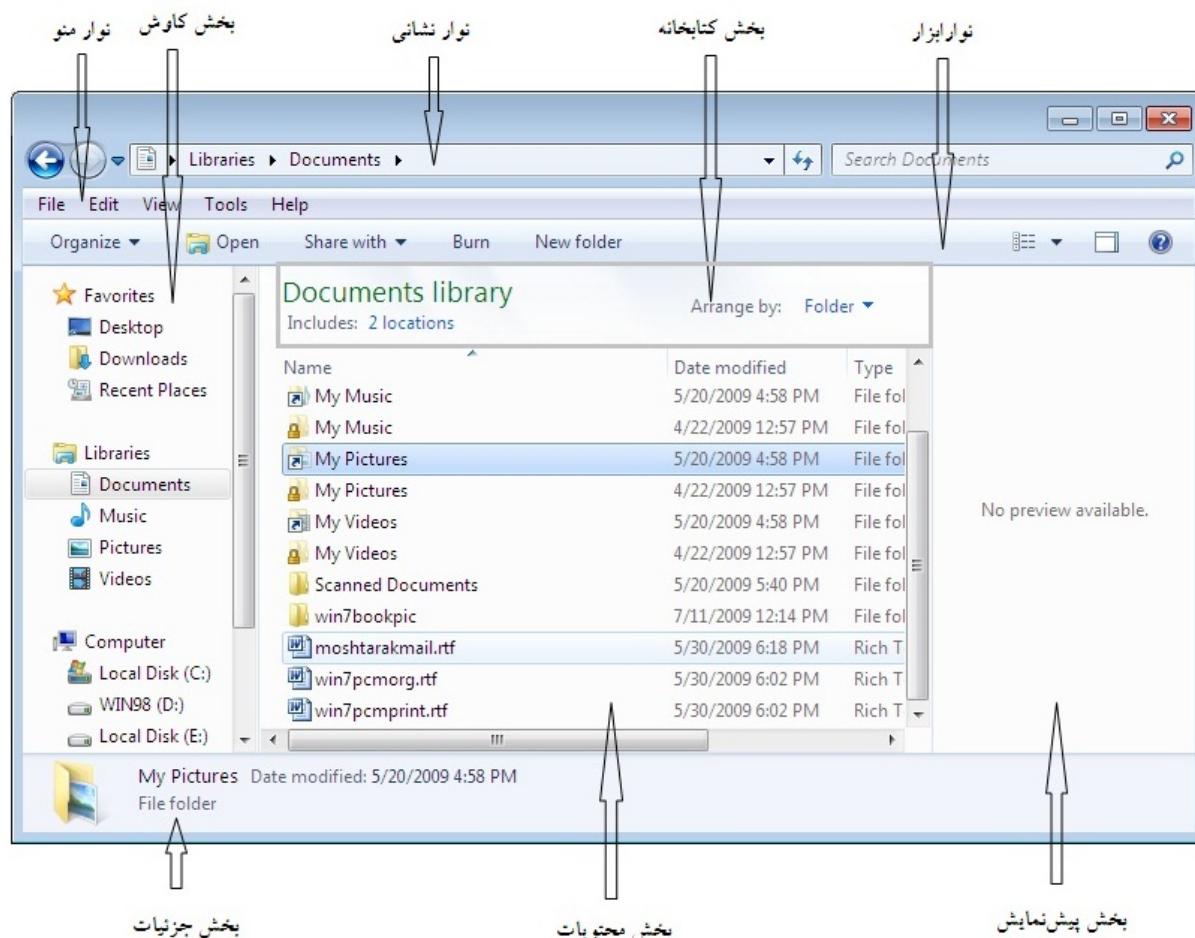 نوار منو
بخش کاوش
نوار نشانی
بخش کتابخانه
نوارابزار
Libraries Documents
Search Documents
File Edit View Tools Help
Organize Open Share with Burn New folder
Favorites
Desktop
Downloads
Recent Places
Libraries
Documents
Music
Pictures
Videos
Computer
Local Disk (C:)
WIN98 (D:)
Local Disk (E:)
Documents library
Includes: 2 locations
Arrange by: Folder
Name Date modified Type
My Music 5/20/2009 4:58 PM File fol
My Music 4/22/2009 12:57 PM File fol
My Pictures 5/20/2009 4:58 PM File fol
My Pictures 4/22/2009 12:57 PM File fol
My Videos 5/20/2009 4:58 PM File fol
My Videos 4/22/2009 12:57 PM File fol
Scanned Documents 5/20/2009 5:40 PM File fol
win7bookpic 7/11/2009 12:14 PM File fol
moshtarakmail.rtf 5/30/2009 6:18 PM Rich T
win7pcmorg.rtf 5/30/2009 6:02 PM Rich T
win7pcmprint.rtf 5/30/2009 6:02 PM Rich T
No preview available.
My Pictures Date modified: 5/20/2009 4:58 PM
File folder
بخش جزئیات
بخش محتویات
بخش پیش‌نمایش